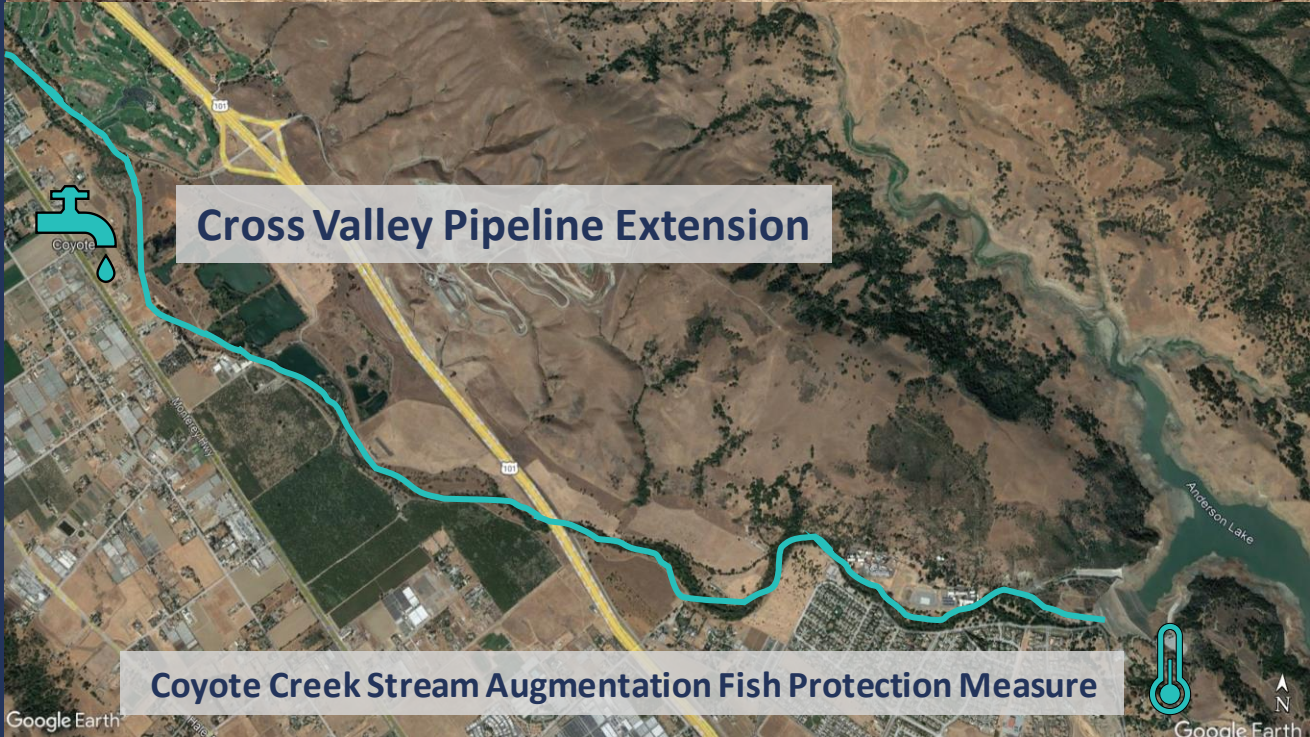 101
Cross Valley Pipeline Extension
Coyote
Monterey Hwy
101
Anderson Lake
Coyote Creek Stream Augmentation Fish Protection Measure
N
Google Earth
Google Earth